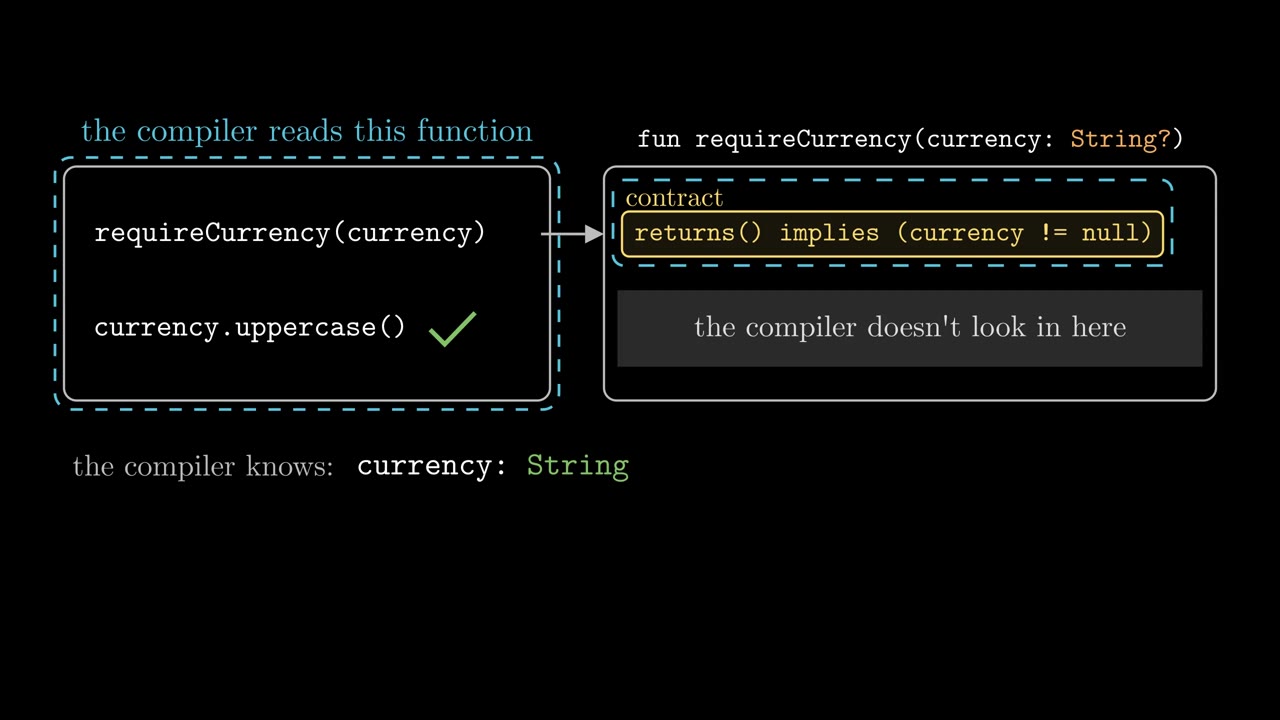 the compiler reads this function
requireCurrency(currency)
currency.uppercase()
fun requireCurrency(currency: String?)
contract
returns() implies (currency != null)
the compiler doesn't look in here
the compiler knows: currency: String